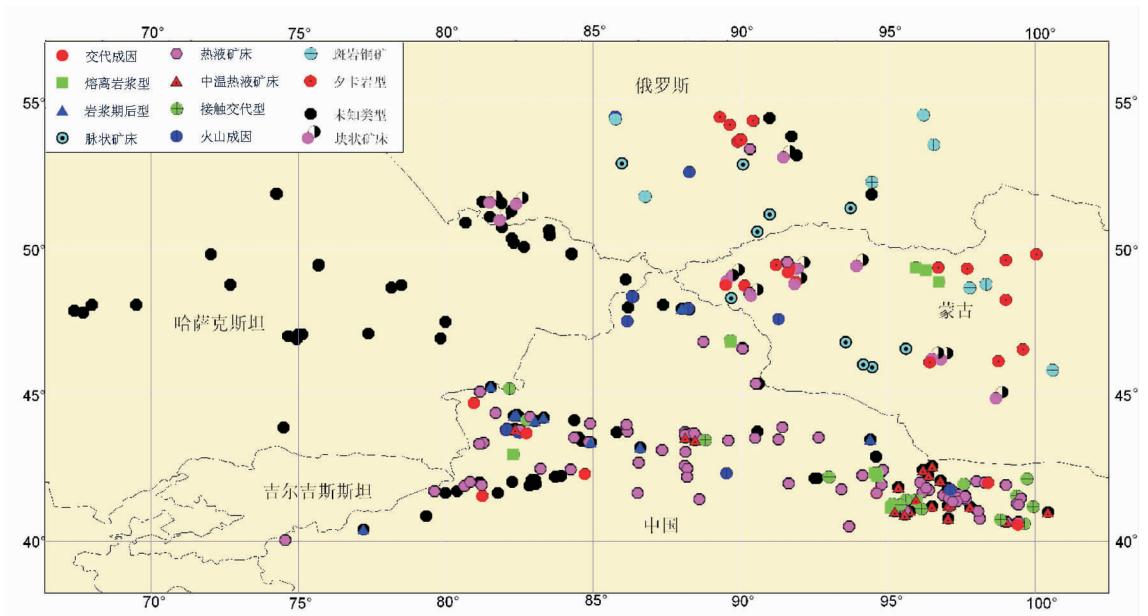 70° 75° 80° 85° 90° 95° 100°
交代成因 热液矿床 斑岩铜矿
熔离岩浆型 中温热液矿床 夕卡岩型
岩浆期后型 接触交代型 未知类型
脉状矿床 火山成因 块状矿床
俄罗斯
55° 55°
50° 50°
哈萨克斯坦 蒙古
45° 45°
吉尔吉斯斯坦 中国
40° 40°
70° 75° 80° 85° 90° 95° 100°